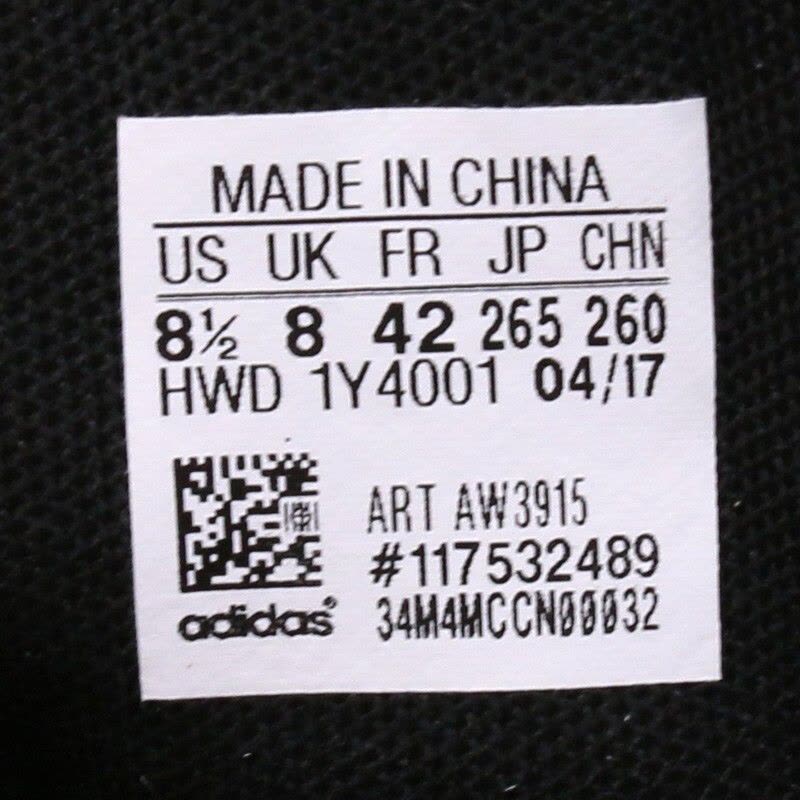 MADE IN CHINA
US UK FR JP CHN
8½ 8 42 265 260
HWD 1Y4001 04/17
ART AW3915
#117532489
adidas® 34M4MCCN00032